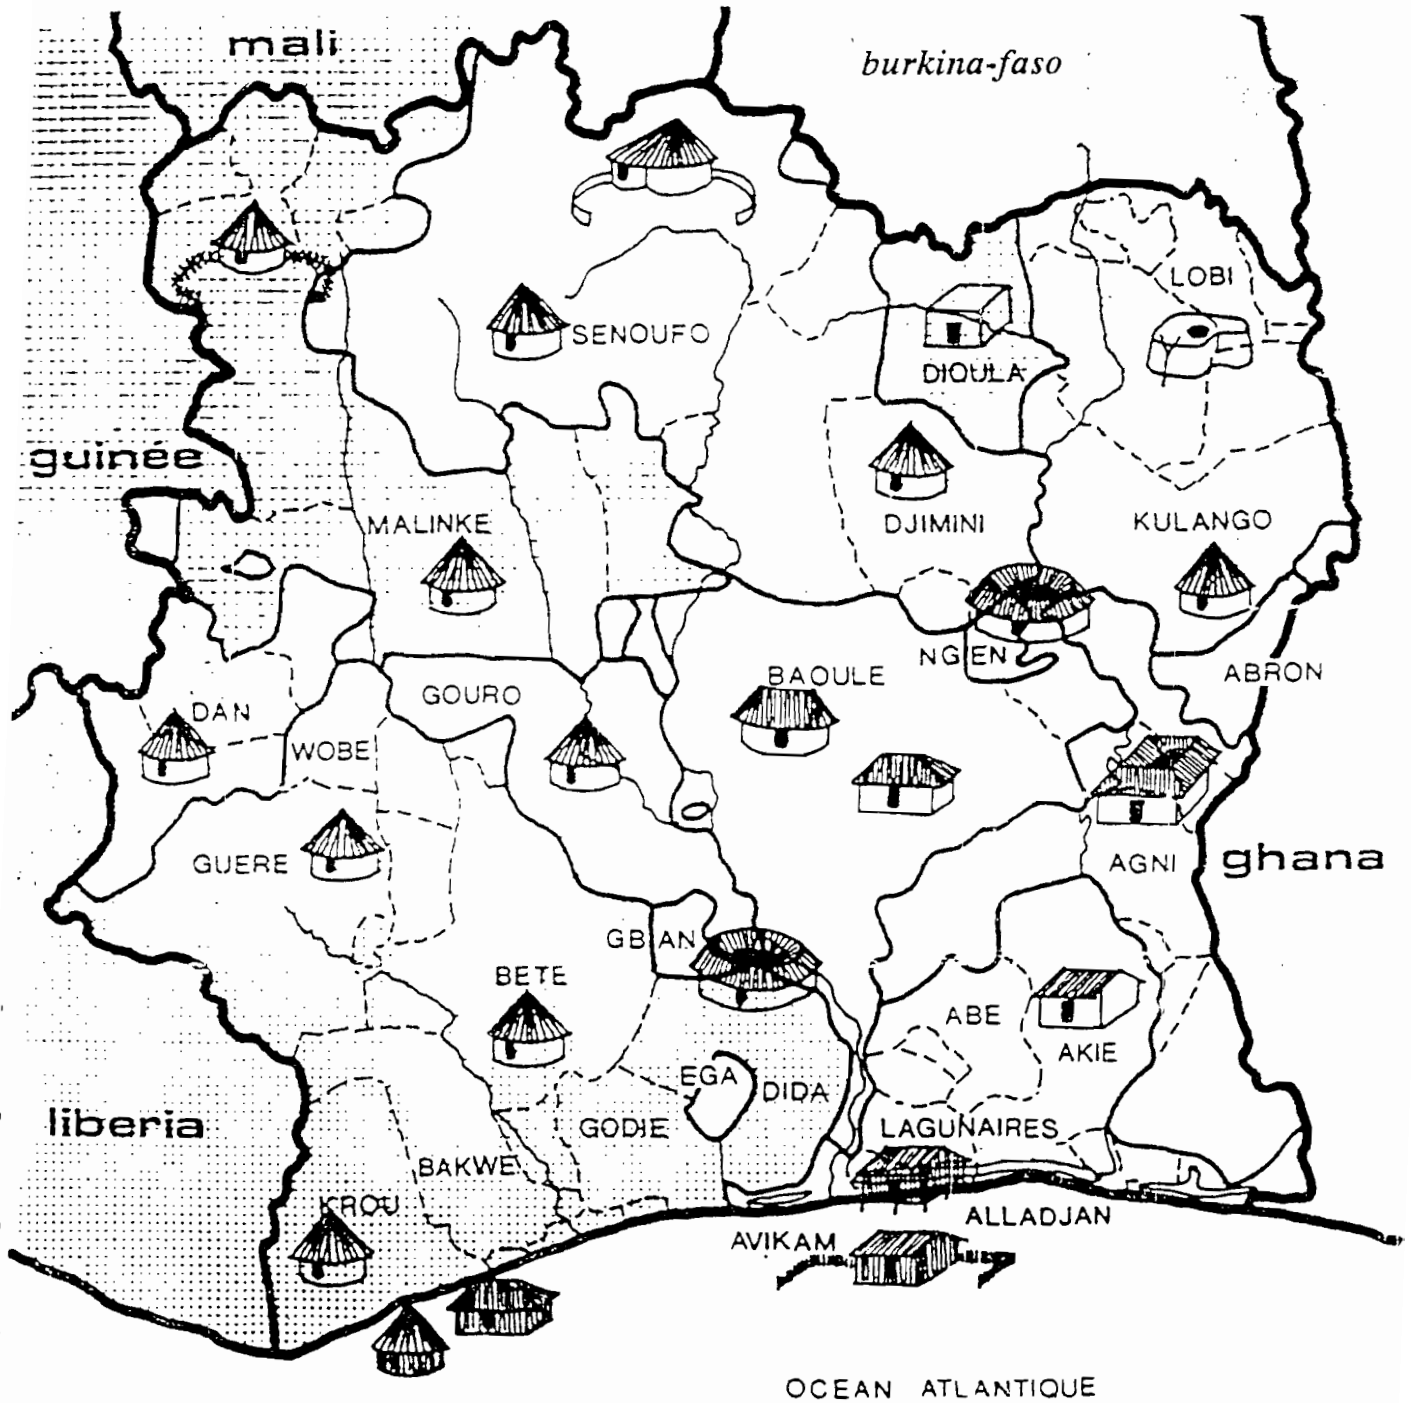 mali
burkina-faso
LOBI
SENOUFO
DIOULA
guinée
MALINKE
DJIMINI
KULANGO
NGEN
BAOULE
ABRON
GOURO
DAN
WOBE
GUERE
AGNI
ghana
GBAN
BETE
ABE
AKIE
EGA
DIDA
liberia
GODIE
LAGUNAIRES
BAKWE
KROU
ALLADJAN
AVIKAM
OCEAN ATLANTIQUE